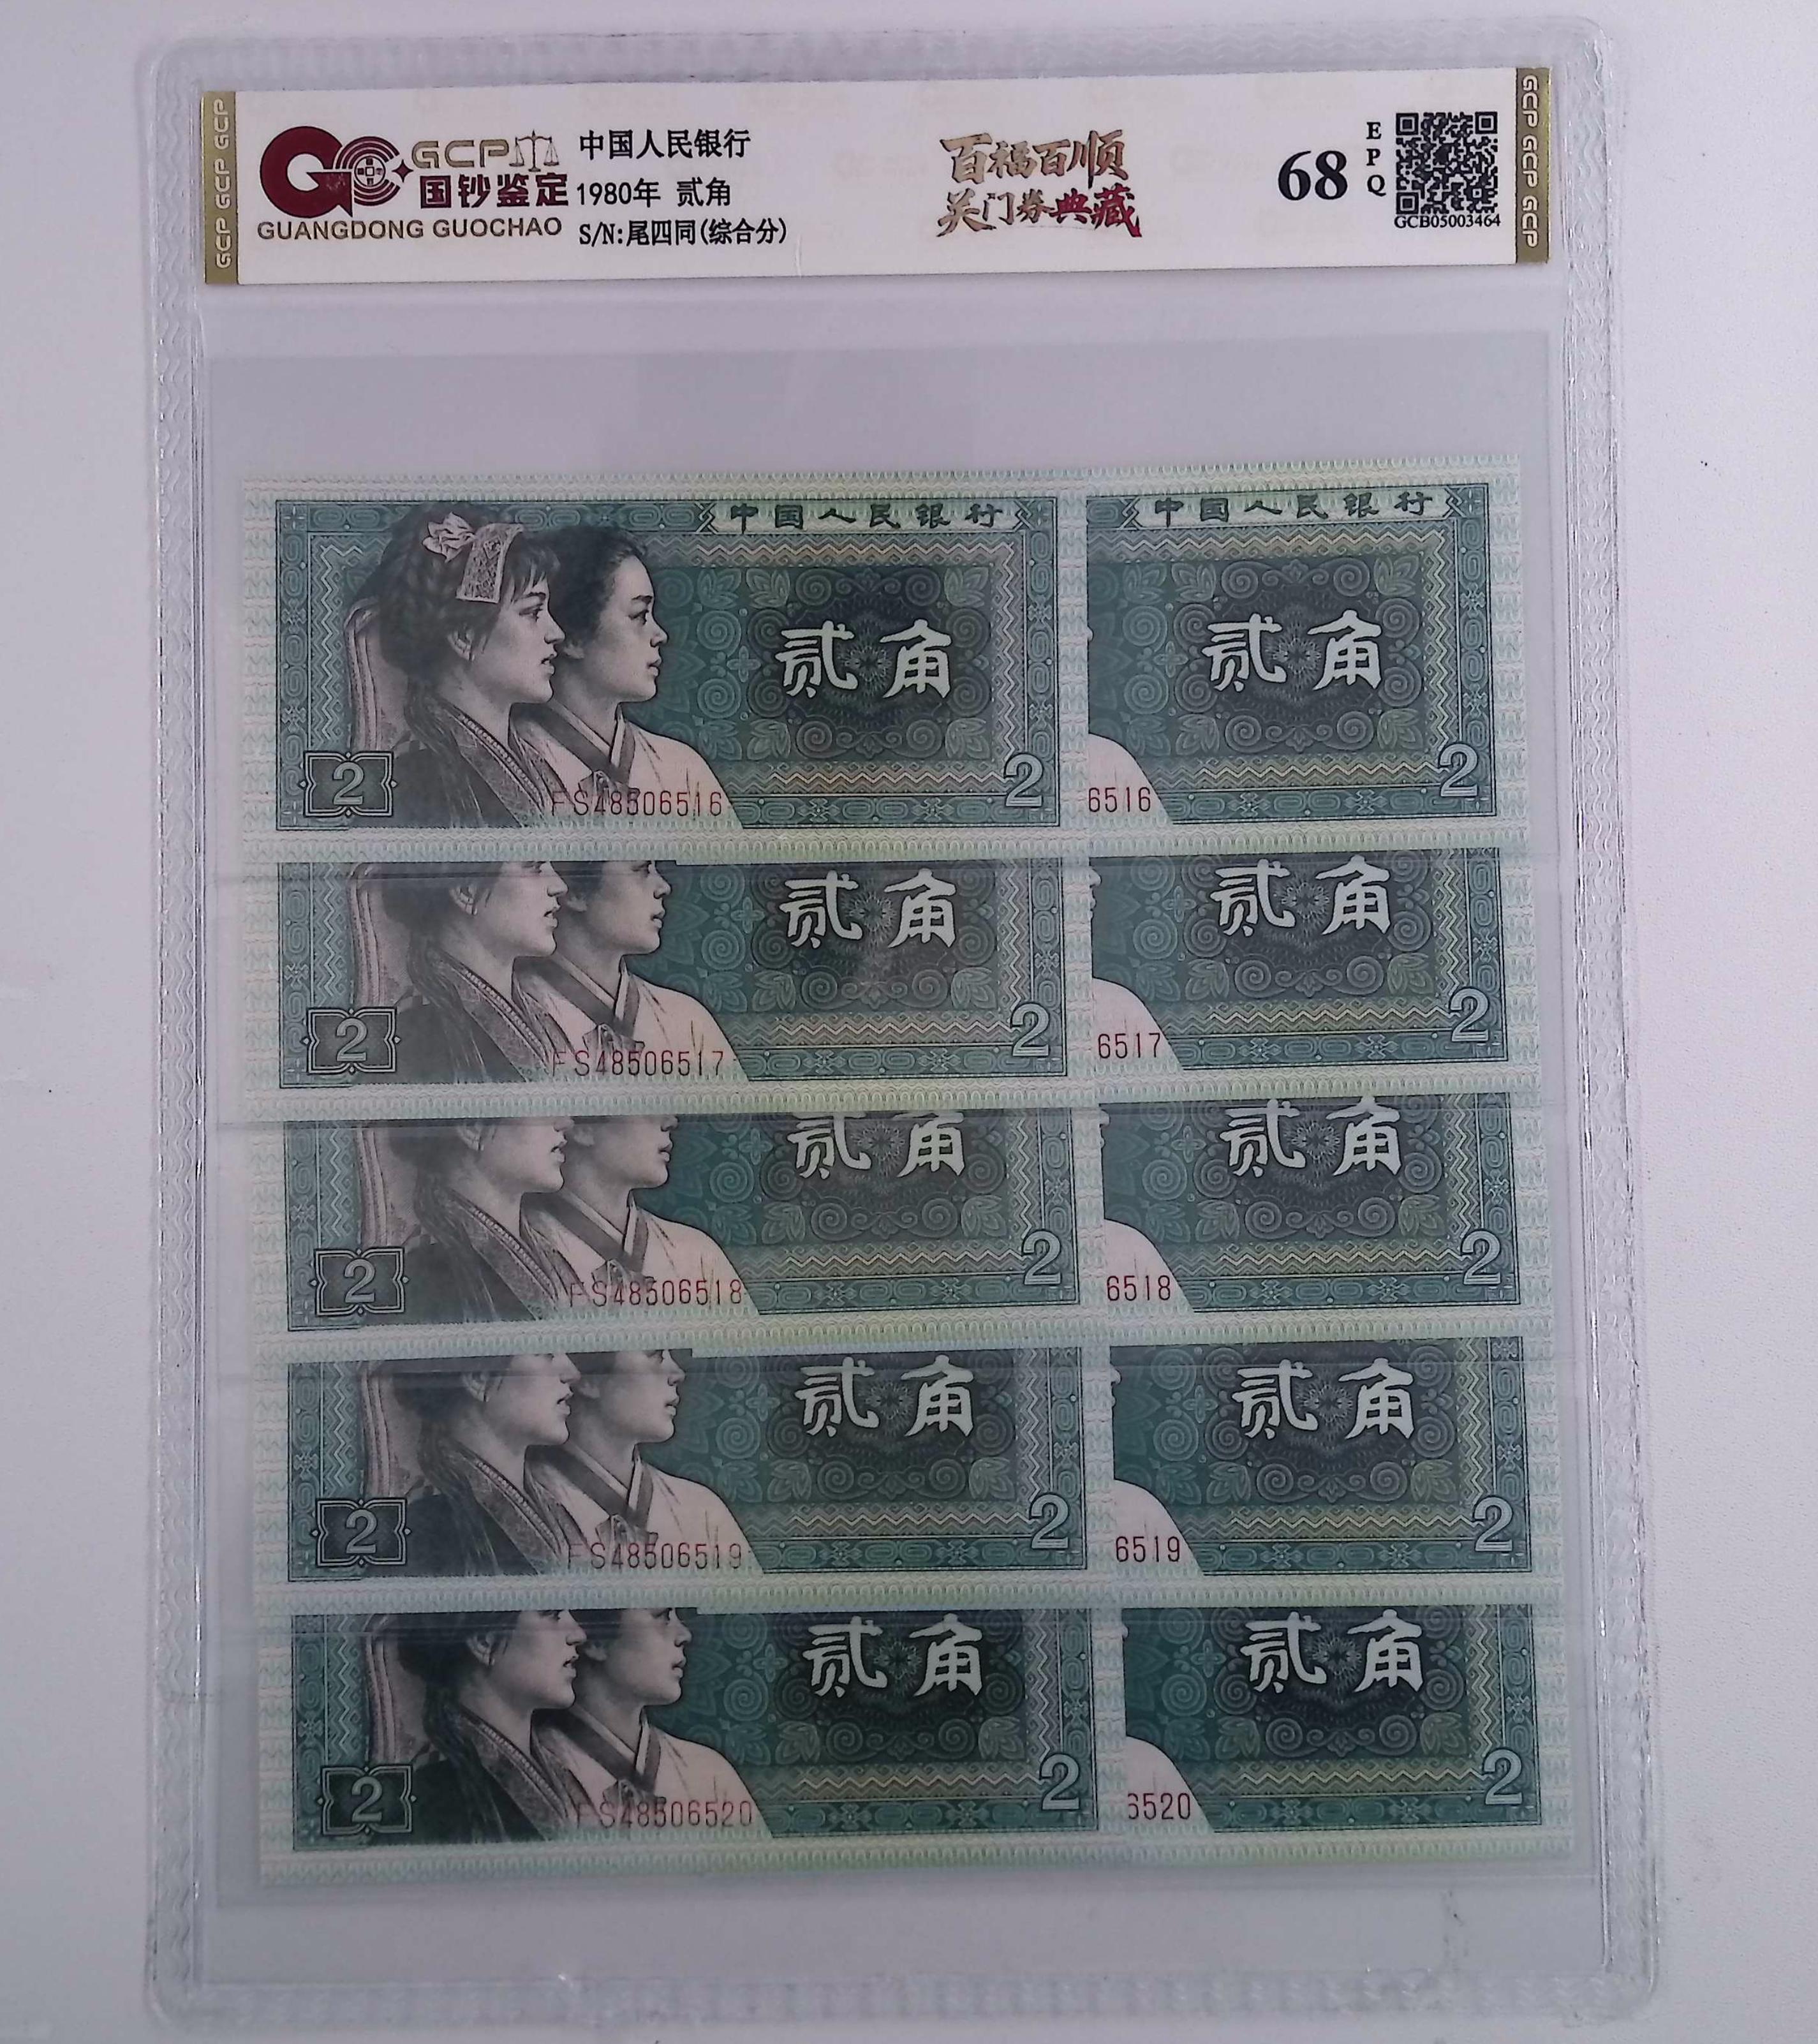 GCP
国钞鉴定
GUANGDONG GUOCHAO
中国人民银行
1980年 贰角
S/N:尾四同(综合分)
百福百顺
关门券典藏
68
EPQ
GCB05003464
GCP GCP GCP
GCP GCP GCP
中国人民银行
贰角
2
FS48506516
2
中国人民银行
贰角
6516
2
贰角
2
FS48506517
2
贰角
6517
2
贰角
2
FS48506518
2
贰角
6518
2
贰角
2
FS48506519
2
贰角
6519
2
贰角
2
FS48506520
2
贰角
6520
2